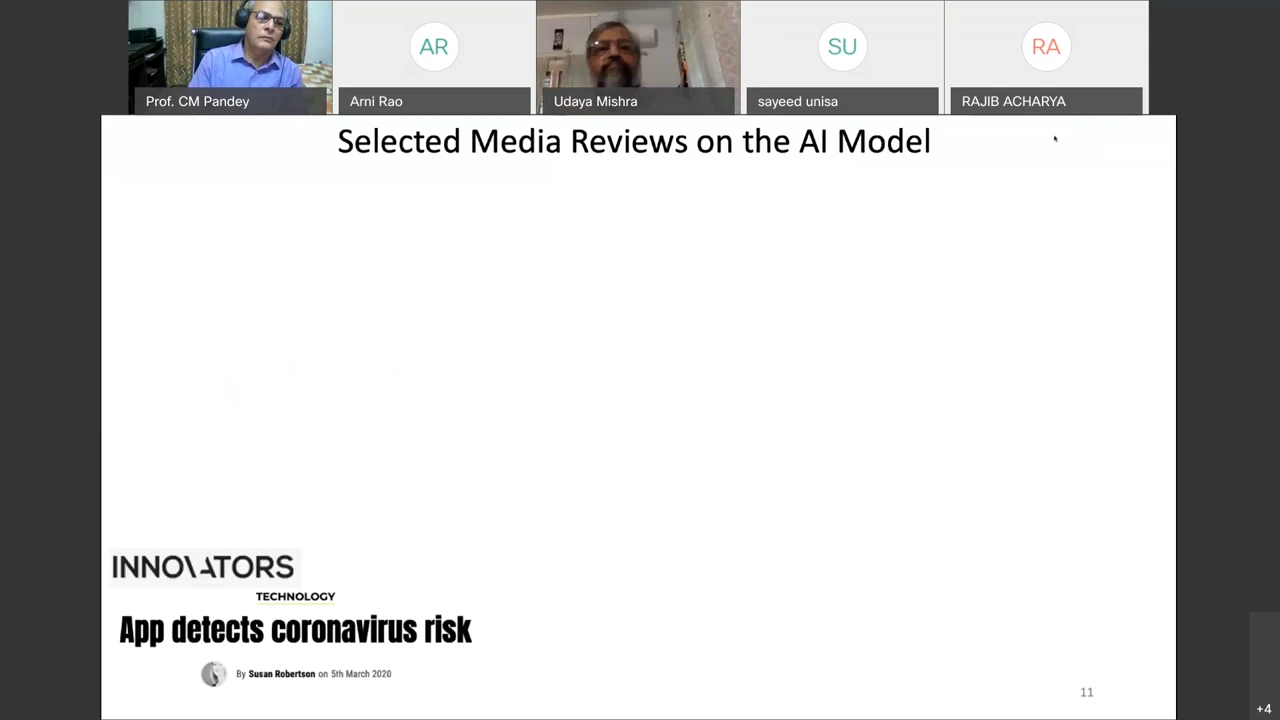 AR
SU
RA
Prof. CM Pandey
Arni Rao
Udaya Mishra
sayeed unisa
RAJIB ACHARYA
Selected Media Reviews on the AI Model
INNOVATORS
TECHNOLOGY
App detects coronavirus risk
By Susan Robertson on 5th March 2020
11
+4